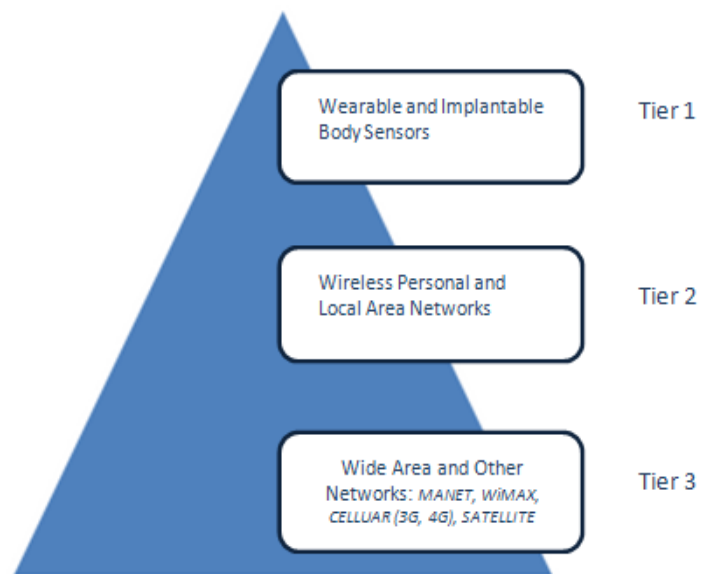 Wearable and Implantable
Body Sensors
Tier 1
Wireless Personal and
Local Area Networks
Tier 2
Wide Area and Other
Networks: MANET, WiMAX,
CELLUAR (3G, 4G), SATELLITE
Tier 3